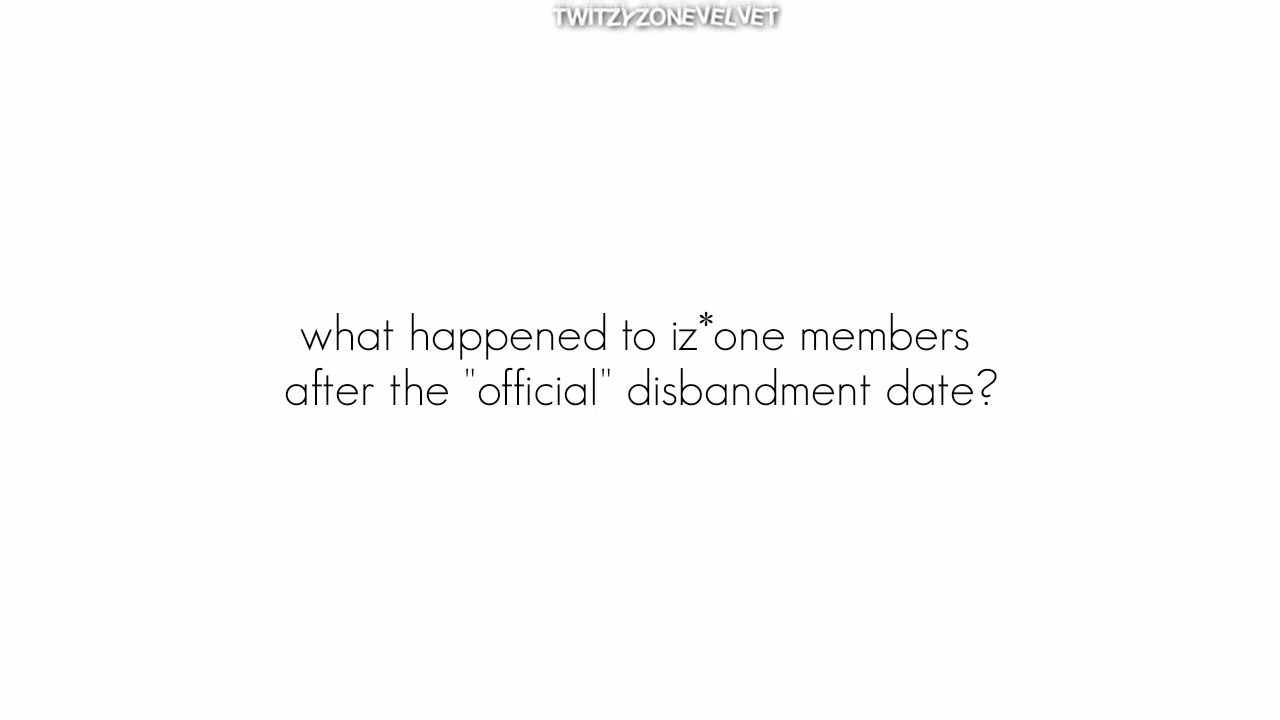 TWITZYZONEVELVET
what happened to iz*one members
after the "official" disbandment date?